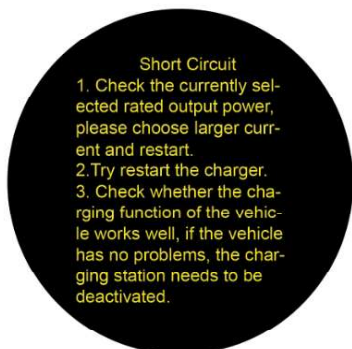 Short Circuit
1. Check the currently sel-
ected rated output power,
please choose larger curr-
ent and restart.
2.Try restart the charger.
3. Check whether the cha-
rging function of the vehic-
le works well, if the vehicle
has no problems, the char-
ging station needs to be
deactivated.